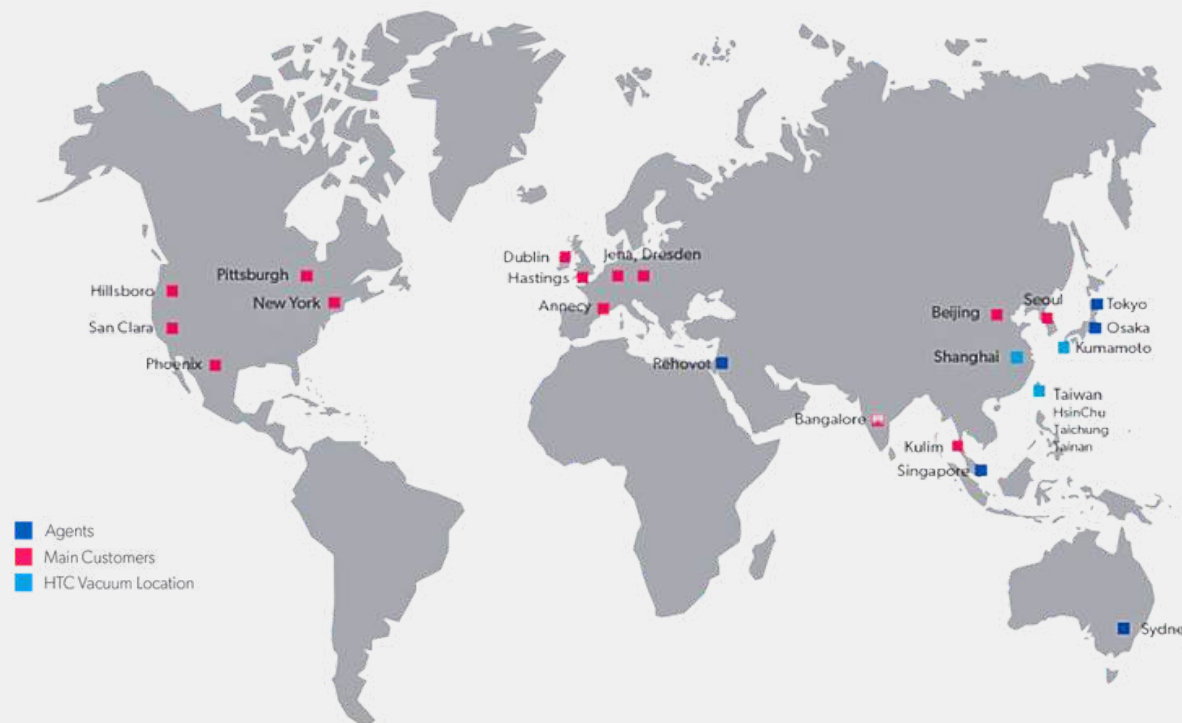 Dublin
Jena, Dresden
Hastings
Pittsburgh
Hillsboro
New York
Annecy
Seoul
Tokyo
Beijing
San Clara
Osaka
Kumamoto
Shanghai
Phoenix
Rehovot
Taiwan
HsinChu
Bangalore
Taichung
Kulim
Tainan
Singapore
Agents
Main Customers
HTC Vacuum Location
Sydne